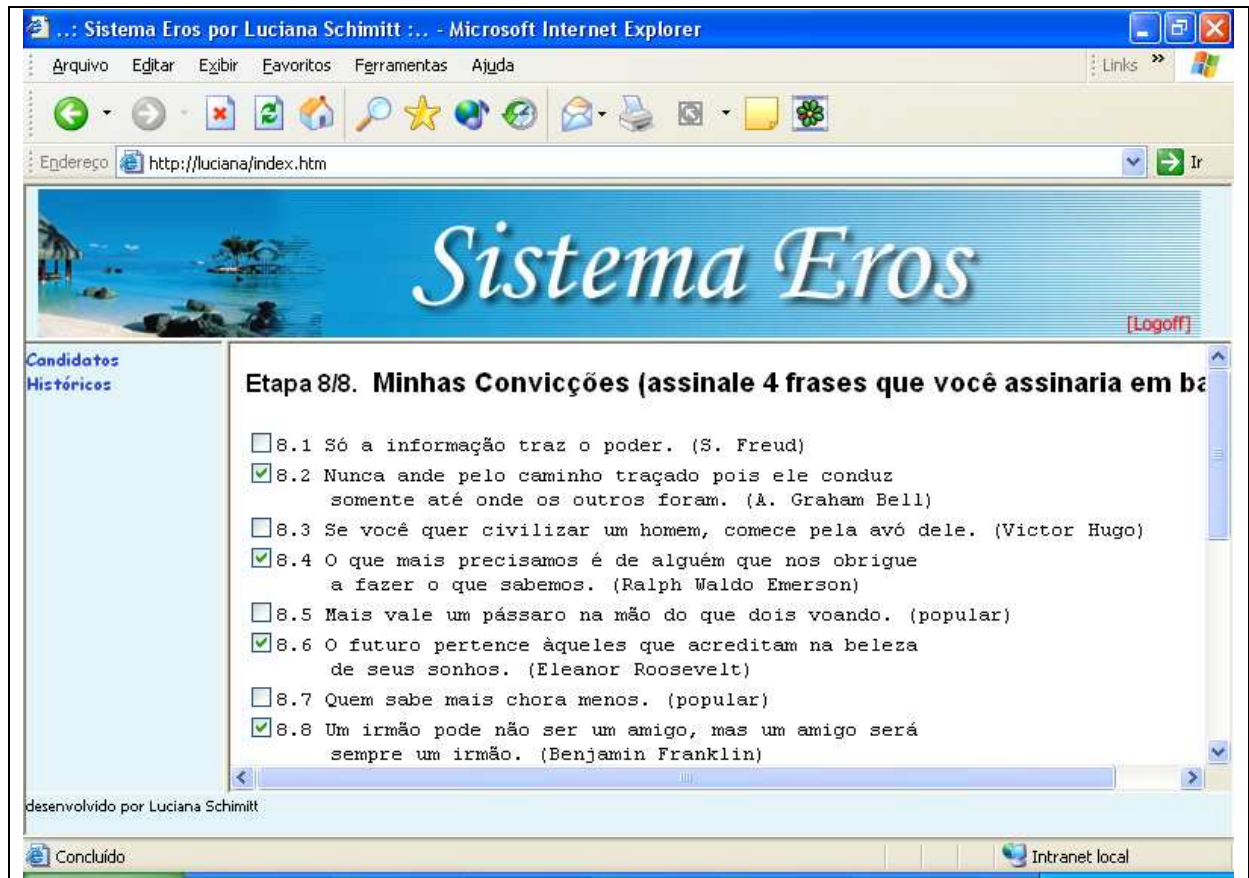 ..: Sistema Eros por Luciana Schimitt :.. - Microsoft Internet Explorer
Arquivo Editar Exibir Favoritos Ferramentas Ajuda Links »
Endereço http://luciana/index.htm Ir
Sistema Eros
[Logoff]
Candidatos
Históricos
Etapa 8/8. Minhas Convicções (assinale 4 frases que você assinaria em ba
8.1 Só a informação traz o poder. (S. Freud)
8.2 Nunca ande pelo caminho traçado pois ele conduz
somente até onde os outros foram. (A. Graham Bell)
8.3 Se você quer civilizar um homem, comece pela avó dele. (Victor Hugo)
8.4 O que mais precisamos é de alguém que nos obrigue
a fazer o que sabemos. (Ralph Waldo Emerson)
8.5 Mais vale um pássaro na mão do que dois voando. (popular)
8.6 O futuro pertence àqueles que acreditam na beleza
de seus sonhos. (Eleanor Roosevelt)
8.7 Quem sabe mais chora menos. (popular)
8.8 Um irmão pode não ser um amigo, mas um amigo será
sempre um irmão. (Benjamin Franklin)
desenvolvido por Luciana Schimitt
Concluído Intranet local